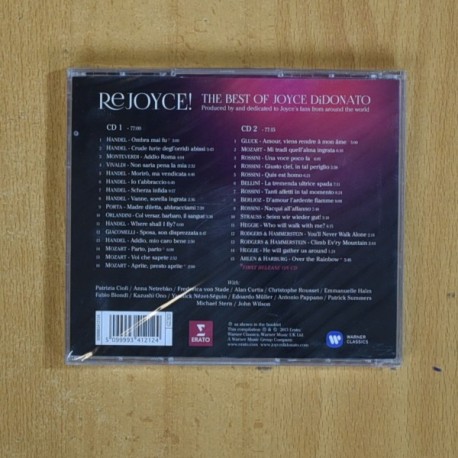 ReJOYCE! THE BEST OF JOYCE DiDONATO
Produced by and dedicated to Joyce's fans from around the world
CD 1
HANDEL - Ombra mai fu
HANDEL - Crude furie degl'orridi abissi
MONTEVERDI - Addio Roma
VIVALDI
HANDEL - Morirò, ma vendicata
HANDEL - Io t'abbraccio
HANDEL - Scherza infida
HANDEL - Vanne, sorella ingrata
PORTA - Madre diletta, abbracciami
ORLANDINI - Col versar, barbaro, il sangue
HANDEL - Where shall I fly?
GIACOMELLI - Sposa, son disprezzata
HANDEL - Addio, mio caro bene
MOZART - Parto, parto
MOZART - Voi che sapete
MOZART - Aprite, presto aprite
CD 2
GLUCK - Amour, viens rendre à mon âme
MOZART - Mi tradì quell'alma ingrata
ROSSINI - Una voce poco fa
ROSSINI - Giusto ciel, in tal periglio
ROSSINI - Quis est homo
BELLINI - La tremenda ultrice spada
ROSSINI - Tanti affetti in tal momento
BERLIOZ - D'amour l'ardente flamme
ROSSINI - Nacqui all'affanno
STRAUSS - Seien wir wieder gut!
HEGGIE - Who will walk with me?
RODGERS & HAMMERSTEIN - You'll Never Walk Alone
RODGERS & HAMMERSTEIN - Climb Ev'ry Mountain
HEGGIE - He will gather us around
ARLEN & HARBURG - Over the Rainbow
*FIRST RELEASE ON CD
With
Patrizia Ciofi / Anna Netrebko / Frederica von Stade / Alan Curtis / Christophe Rousset / Emmanuelle Haïm
Fabio Biondi / Kazushi Ono / Yannick Nézet-Séguin / Edoardo Müller / Antonio Pappano / Patrick Summers
Michael Stern / John Wilson
5 099993 412124
ERATO
WARNER CLASSICS